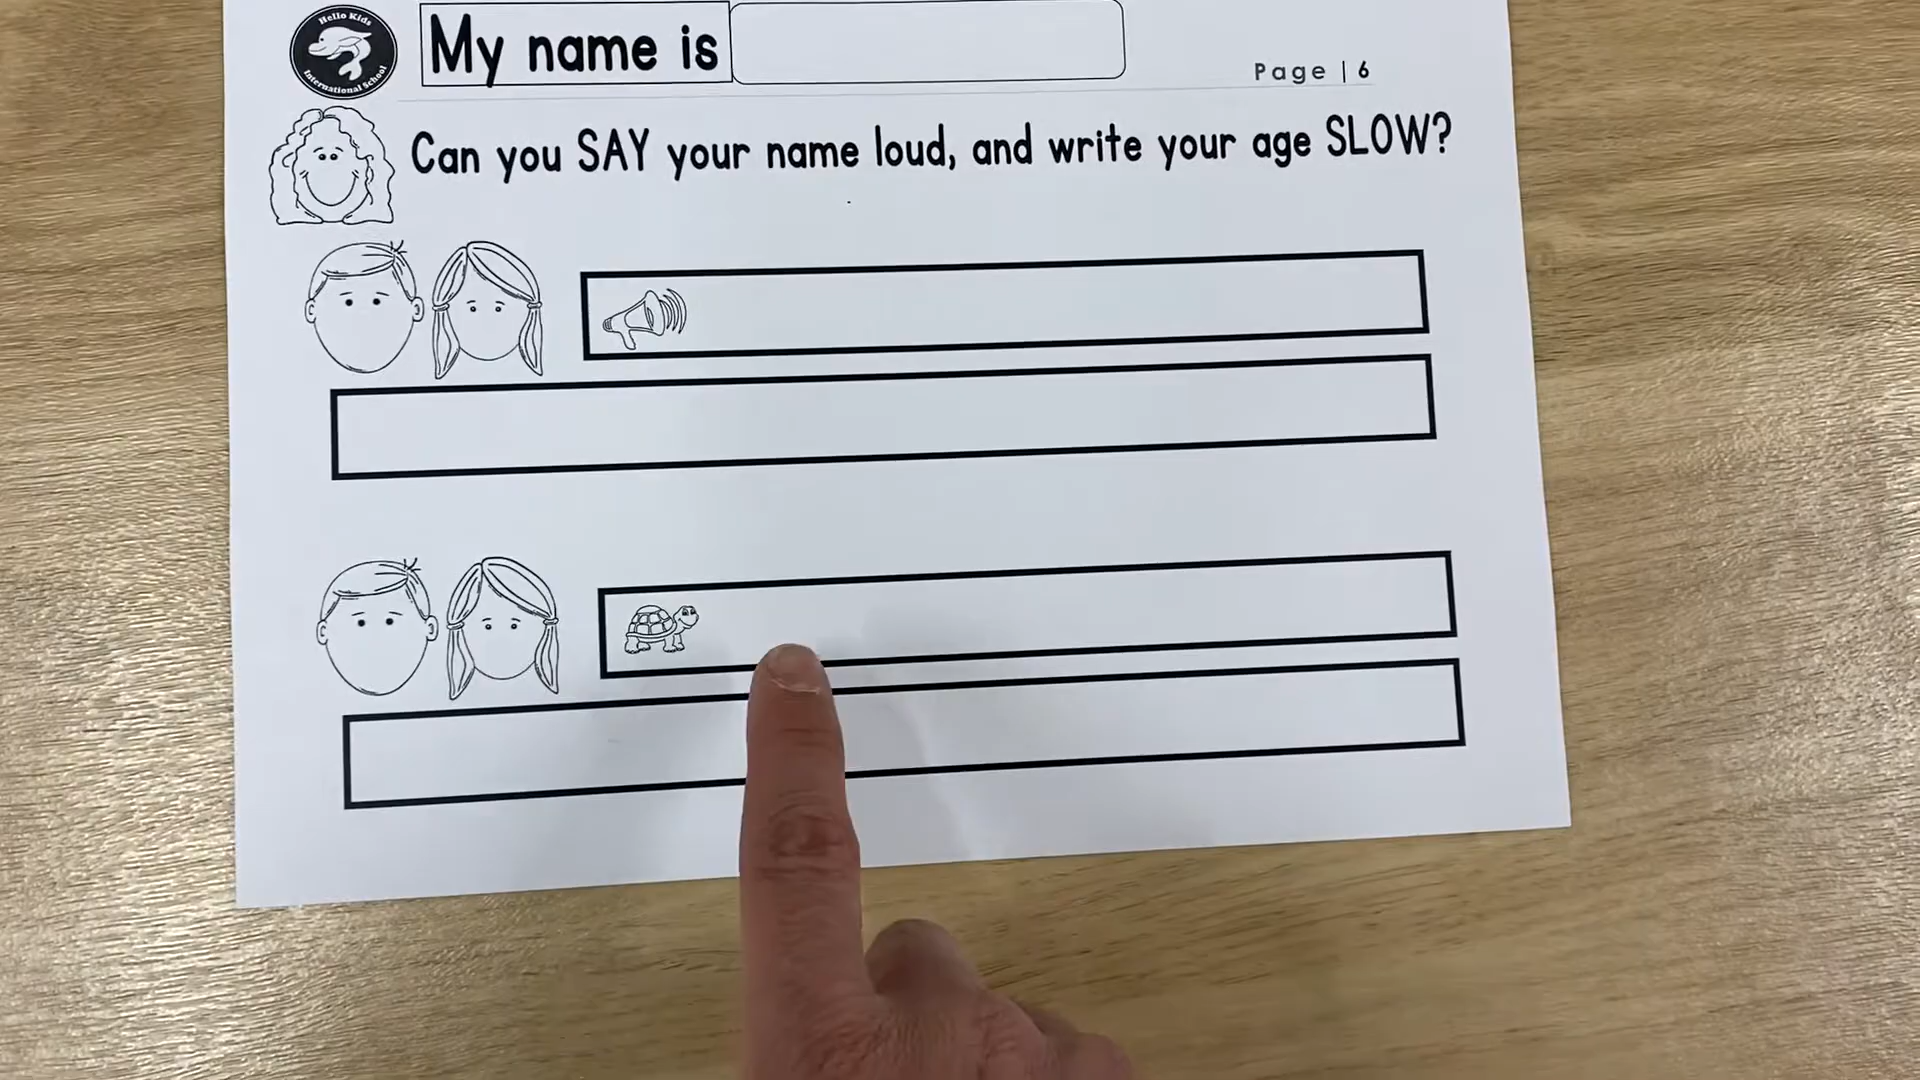 Hello Kids
International School
My name is
Page | 6
Can you SAY your name loud, and write your age SLOW?